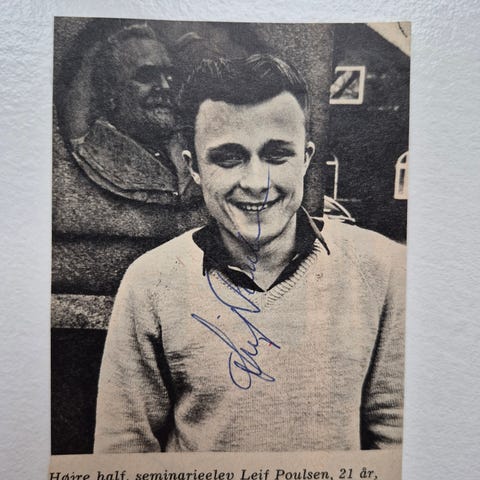 Højre half, seminarieelev Leif Poulsen, 21 år,